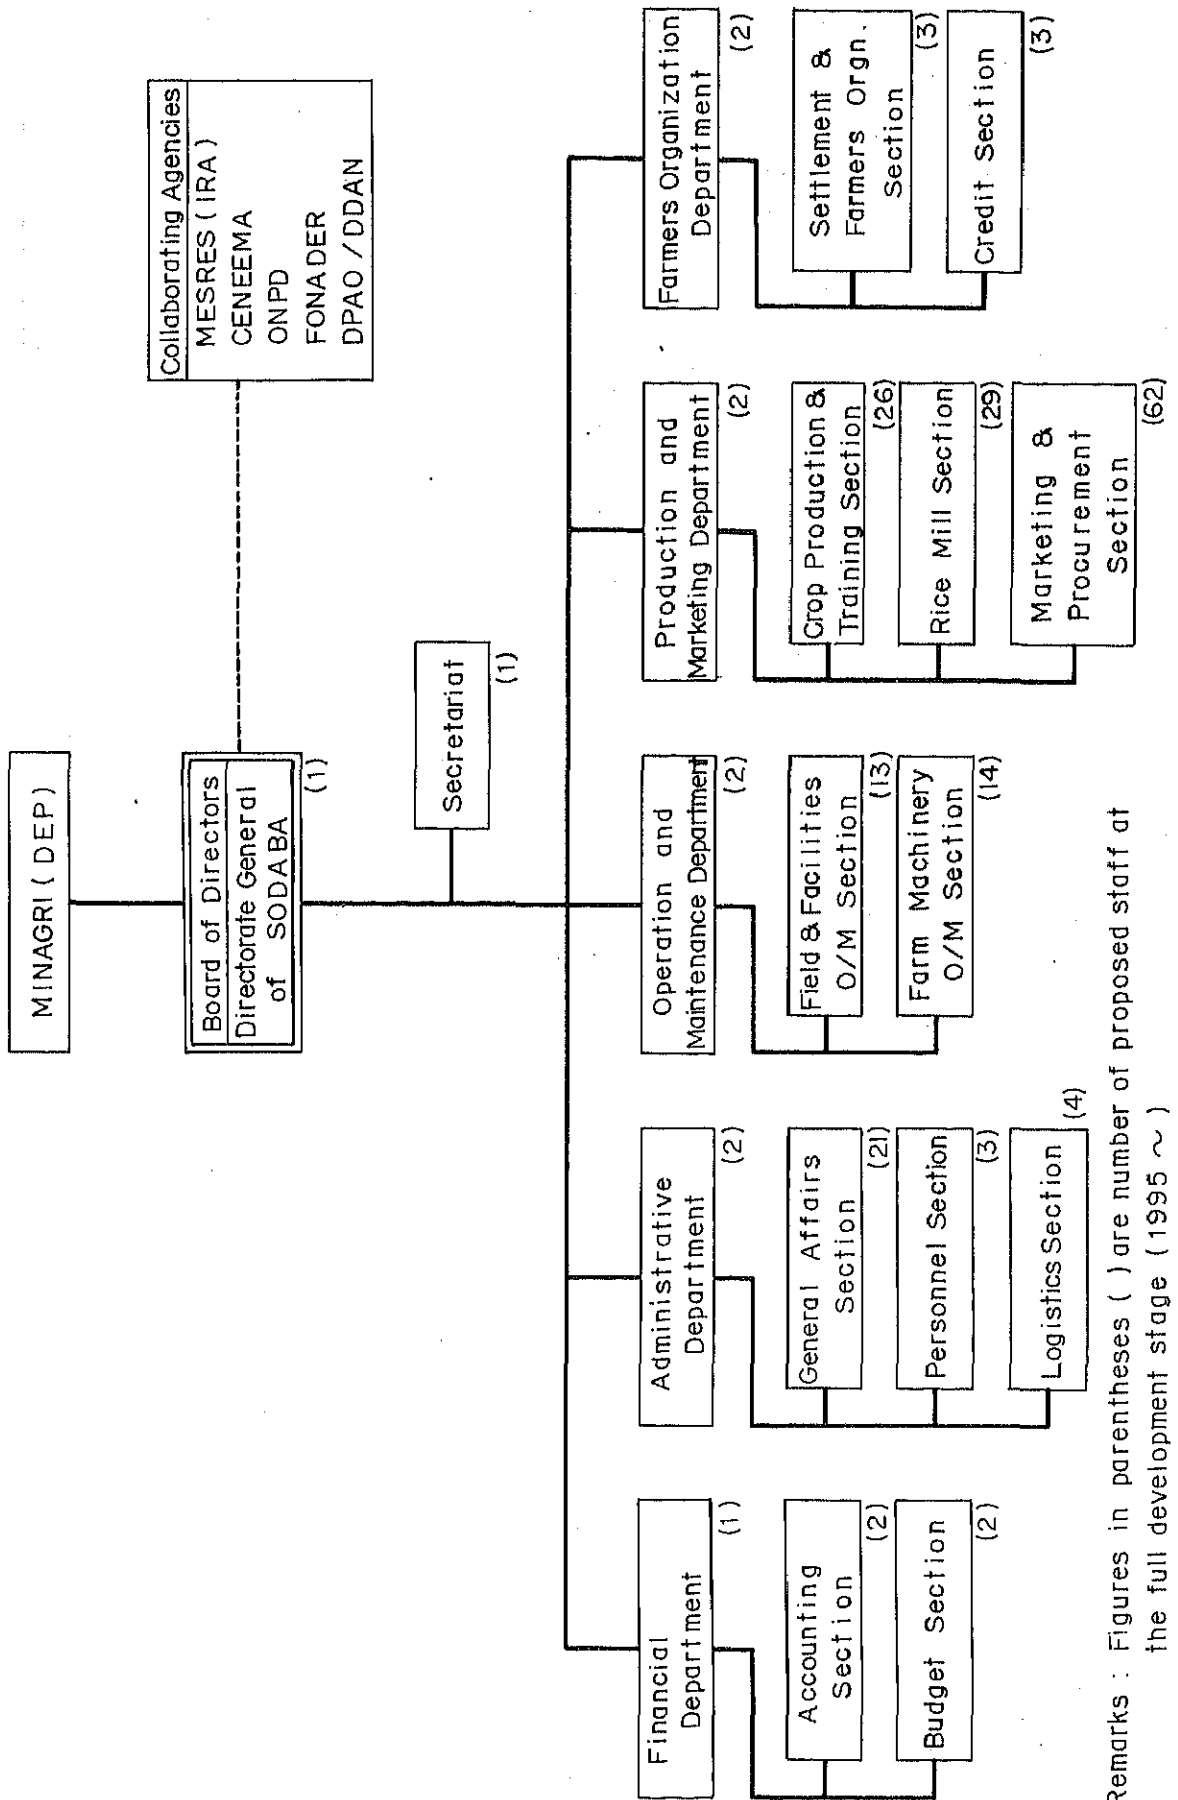 MINAGRI ( DEP )
Board of Directors
Directorate General
of SODABA
(1)
Collaborating Agencies
MESRES ( IRA )
CENEEMA
ONPD
FONADER
DPAO / DDAN
Secretariat
(1)
Financial
Department
(1)
Accounting
Section
(2)
Budget Section
(2)
Administrative
Department
(2)
General Affairs
Section
(21)
Personnel Section
(3)
Logistics Section
(4)
Operation and
Maintenance Department
(2)
Field & Facilities
O/M Section
(13)
Farm Machinery
O/M Section
(14)
Production and
Marketing Department
(2)
Crop Production &
Training Section
(26)
Rice Mill Section
(29)
Marketing &
Procurement
Section
(62)
Farmers Organization
Department
(2)
Settlement &
Farmers Orgn.
Section
(3)
Credit Section
(3)
Remarks : Figures in parentheses ( ) are number of proposed staff at
the full development stage (1995 ~ )